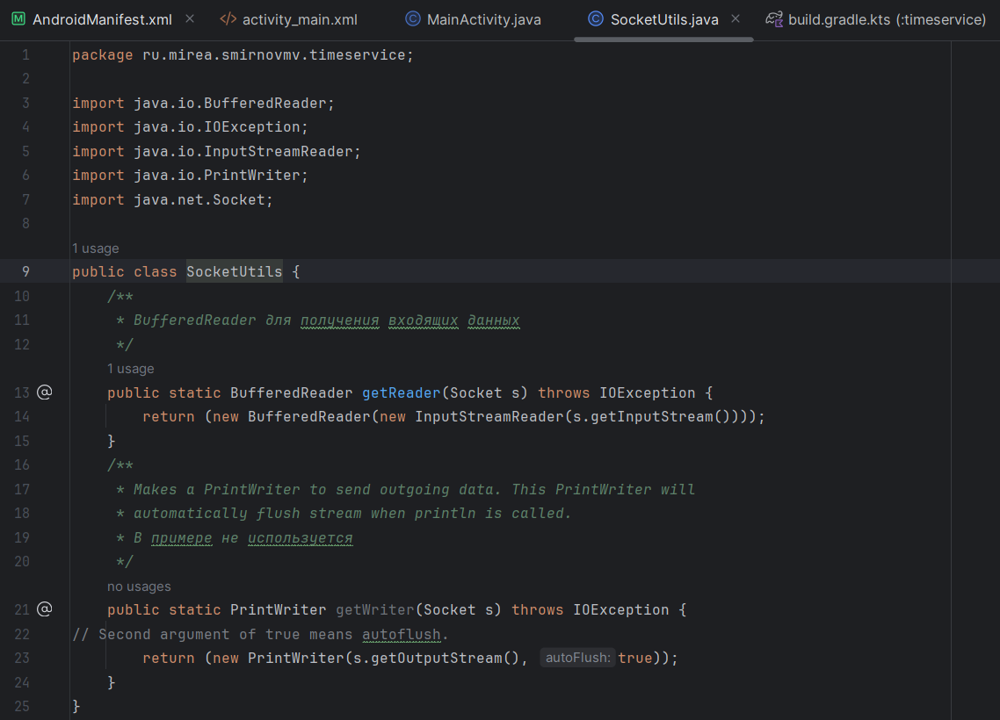 AndroidManifest.xml activity_main.xml MainActivity.java SocketUtils.java build.gradle.kts (:timeservice)
1 package ru.mirea.smirnovmv.timeservice;
2
3 import java.io.BufferedReader;
4 import java.io.IOException;
5 import java.io.InputStreamReader;
6 import java.io.PrintWriter;
7 import java.net.Socket;
8
1 usage
9 public class SocketUtils {
10 /**
11 * BufferedReader для получения входящих данных
12 */
1 usage
13 public static BufferedReader getReader(Socket s) throws IOException {
14 return (new BufferedReader(new InputStreamReader(s.getInputStream())));
15 }
16 /**
17 * Makes a PrintWriter to send outgoing data. This PrintWriter will
18 * automatically flush stream when println is called.
19 * В примере не используется
20 */
no usages
21 public static PrintWriter getWriter(Socket s) throws IOException {
22 // Second argument of true means autoflush.
23 return (new PrintWriter(s.getOutputStream(), autoFlush: true));
24 }
25 }